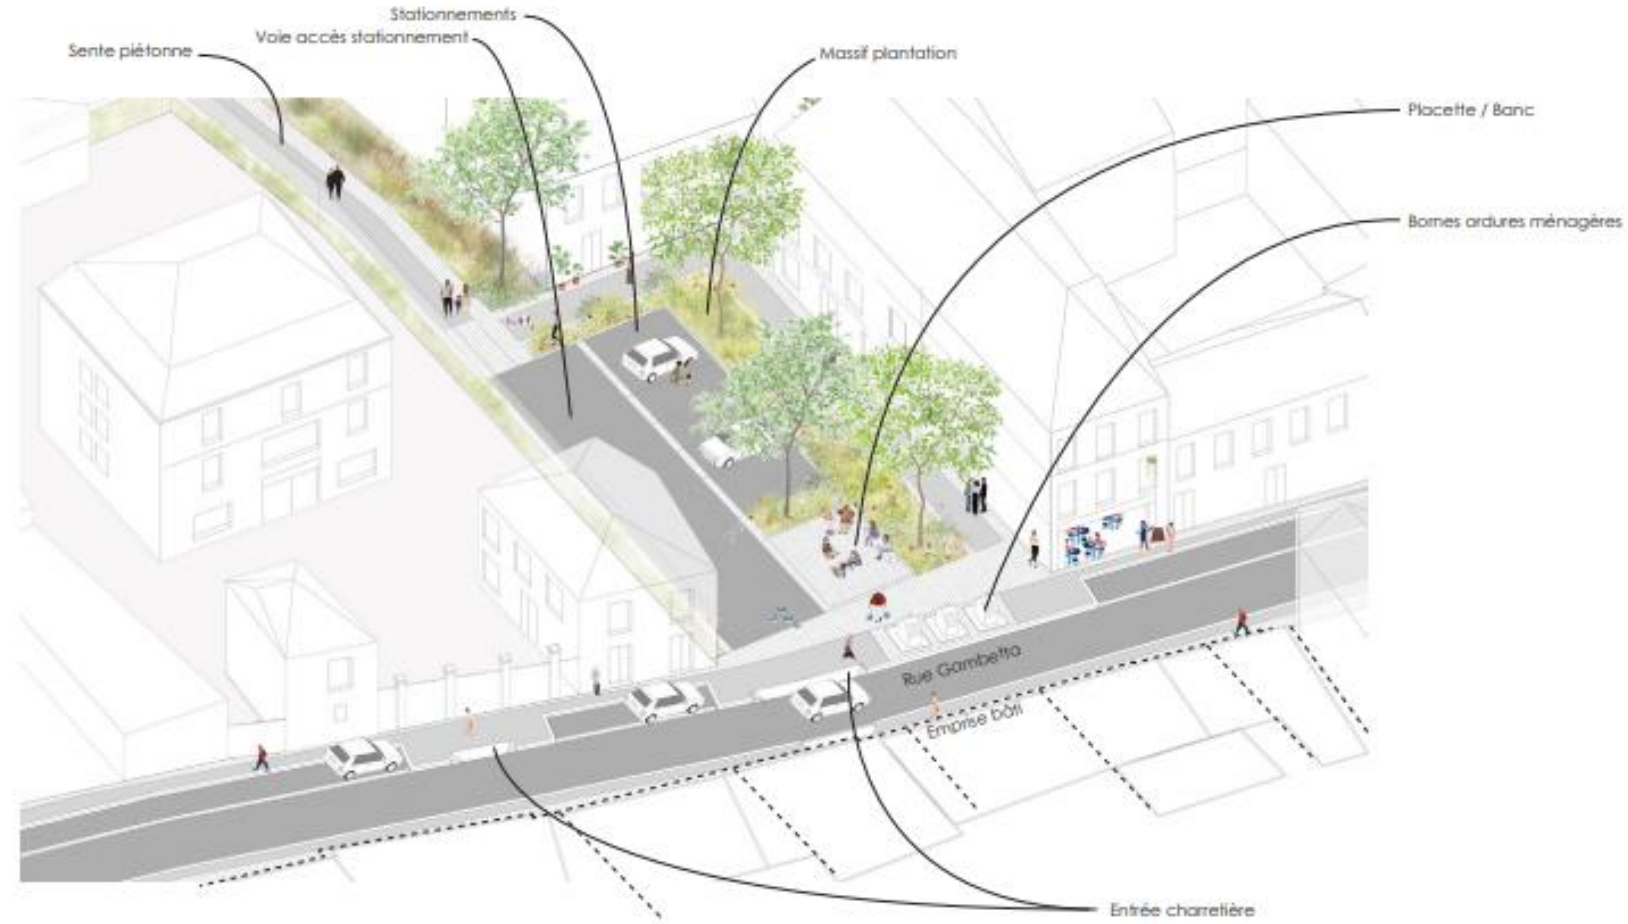 Stationnements
Voie accès stationnement
Sente piétonne
Massif plantation
Placette / Banc
Bornes ordures ménagères
Rue Gambetta
Emprise bâti
Entrée charretière